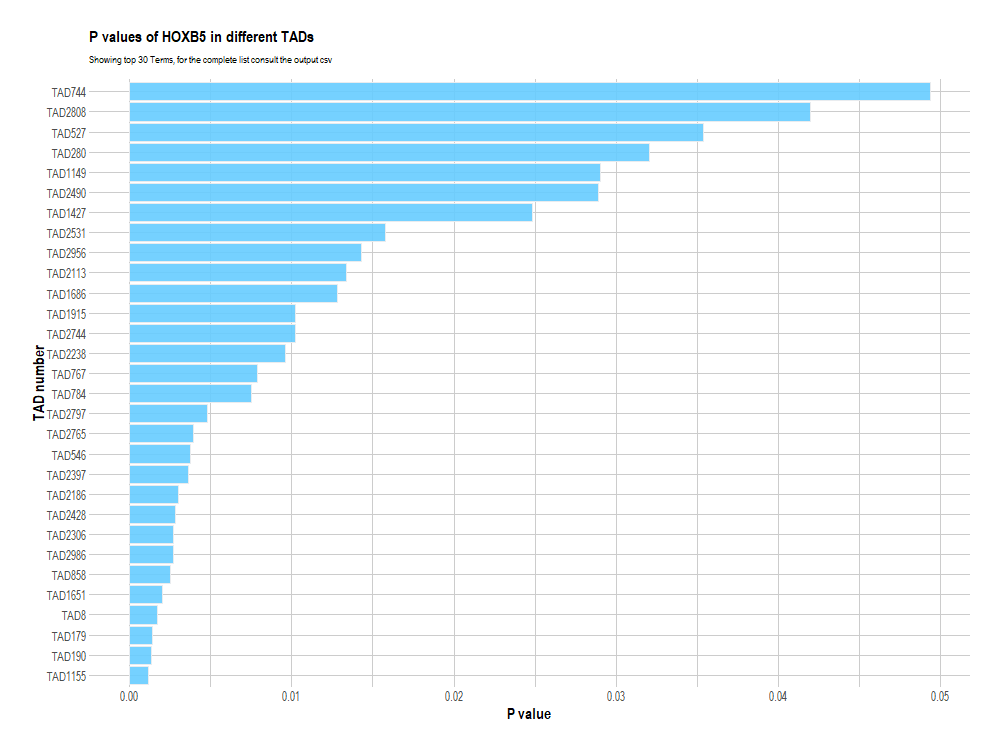 P values of HOXB5 in different TADs
Showing top 30 Terms, for the complete list consult the output csv
TAD744
TAD2808
TAD527
TAD280
TAD1149
TAD2490
TAD1427
TAD2531
TAD2956
TAD2113
TAD1686
TAD1915
TAD2744
TAD2238
TAD767
TAD784
TAD2797
TAD2765
TAD546
TAD2397
TAD2186
TAD2428
TAD2306
TAD2986
TAD858
TAD1651
TAD8
TAD179
TAD190
TAD1155
TAD number
0.00 0.01 0.02 0.03 0.04 0.05
P value